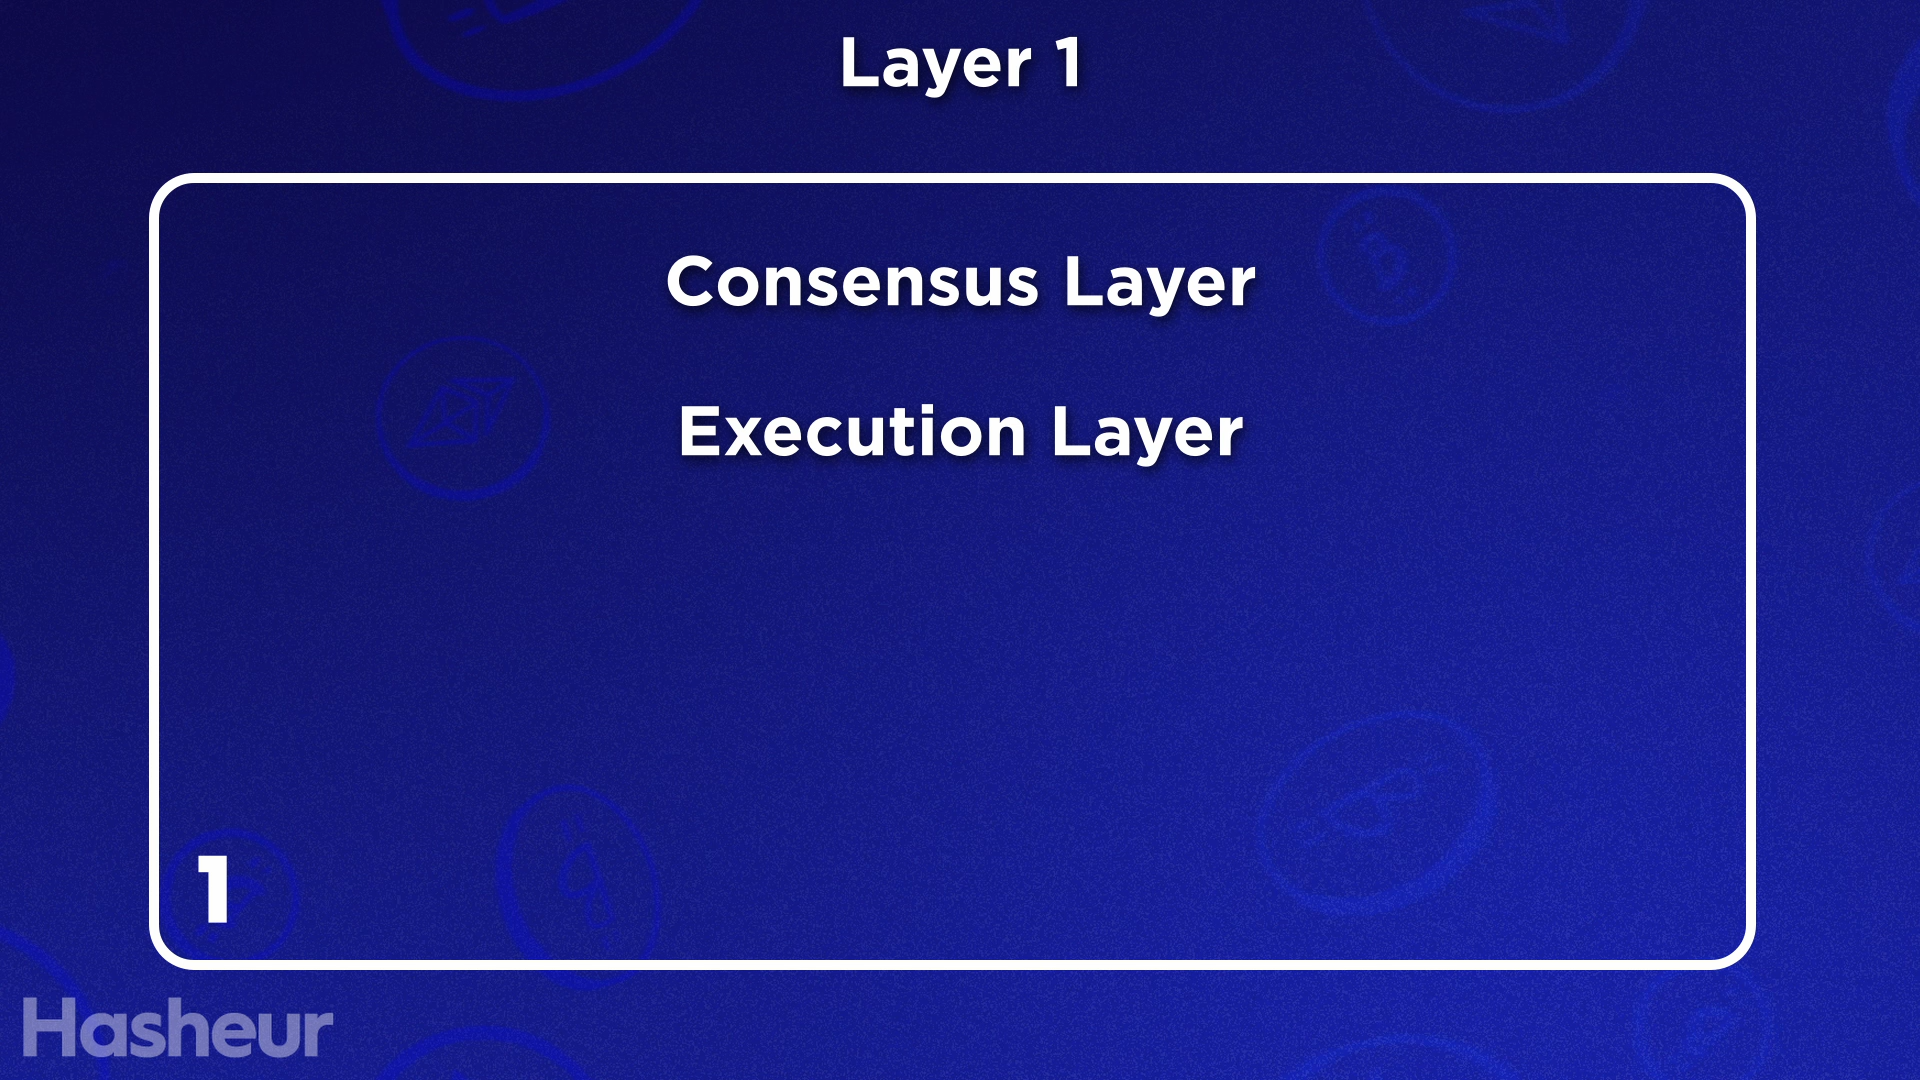 Layer 1
Consensus Layer
Execution Layer
1
Hasheur